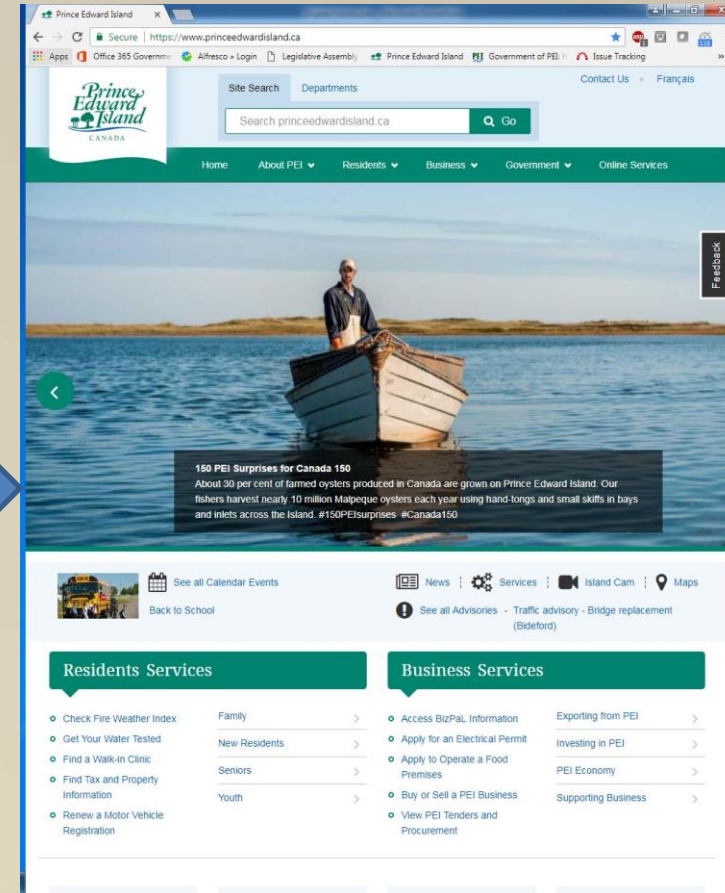 Prince Edward Island
Secure | https://www.princeedwardisland.ca
Apps Office 365 Governme Alfresco » Login Legislative Assembly Prince Edward Island PEI Government of PEI: H Issue Tracking »
Prince
Edward
Island
CANADA
Site Search Departments
Contact Us Français
Search princeedwardisland.ca Go
Home About PEI Residents Business Government Online Services
Feedback
150 PEI Surprises for Canada 150
About 30 per cent of farmed oysters produced in Canada are grown on Prince Edward Island. Our
fishers harvest nearly 10 million Malpeque oysters each year using hand-tongs and small skiffs in bays
and inlets across the Island. #150PEIsurprises #Canada150
See all Calendar Events
Back to School
News Services Island Cam Maps
See all Advisories - Traffic advisory - Bridge replacement
(Bideford)
Residents Services
Check Fire Weather Index
Get Your Water Tested
Find a Walk-in Clinic
Find Tax and Property
Information
Renew a Motor Vehicle
Registration
Family
New Residents
Seniors
Youth
Business Services
Access BizPaL Information
Apply for an Electrical Permit
Apply to Operate a Food
Premises
Buy or Sell a PEI Business
View PEI Tenders and
Procurement
Exporting from PEI
Investing in PEI
PEI Economy
Supporting Business